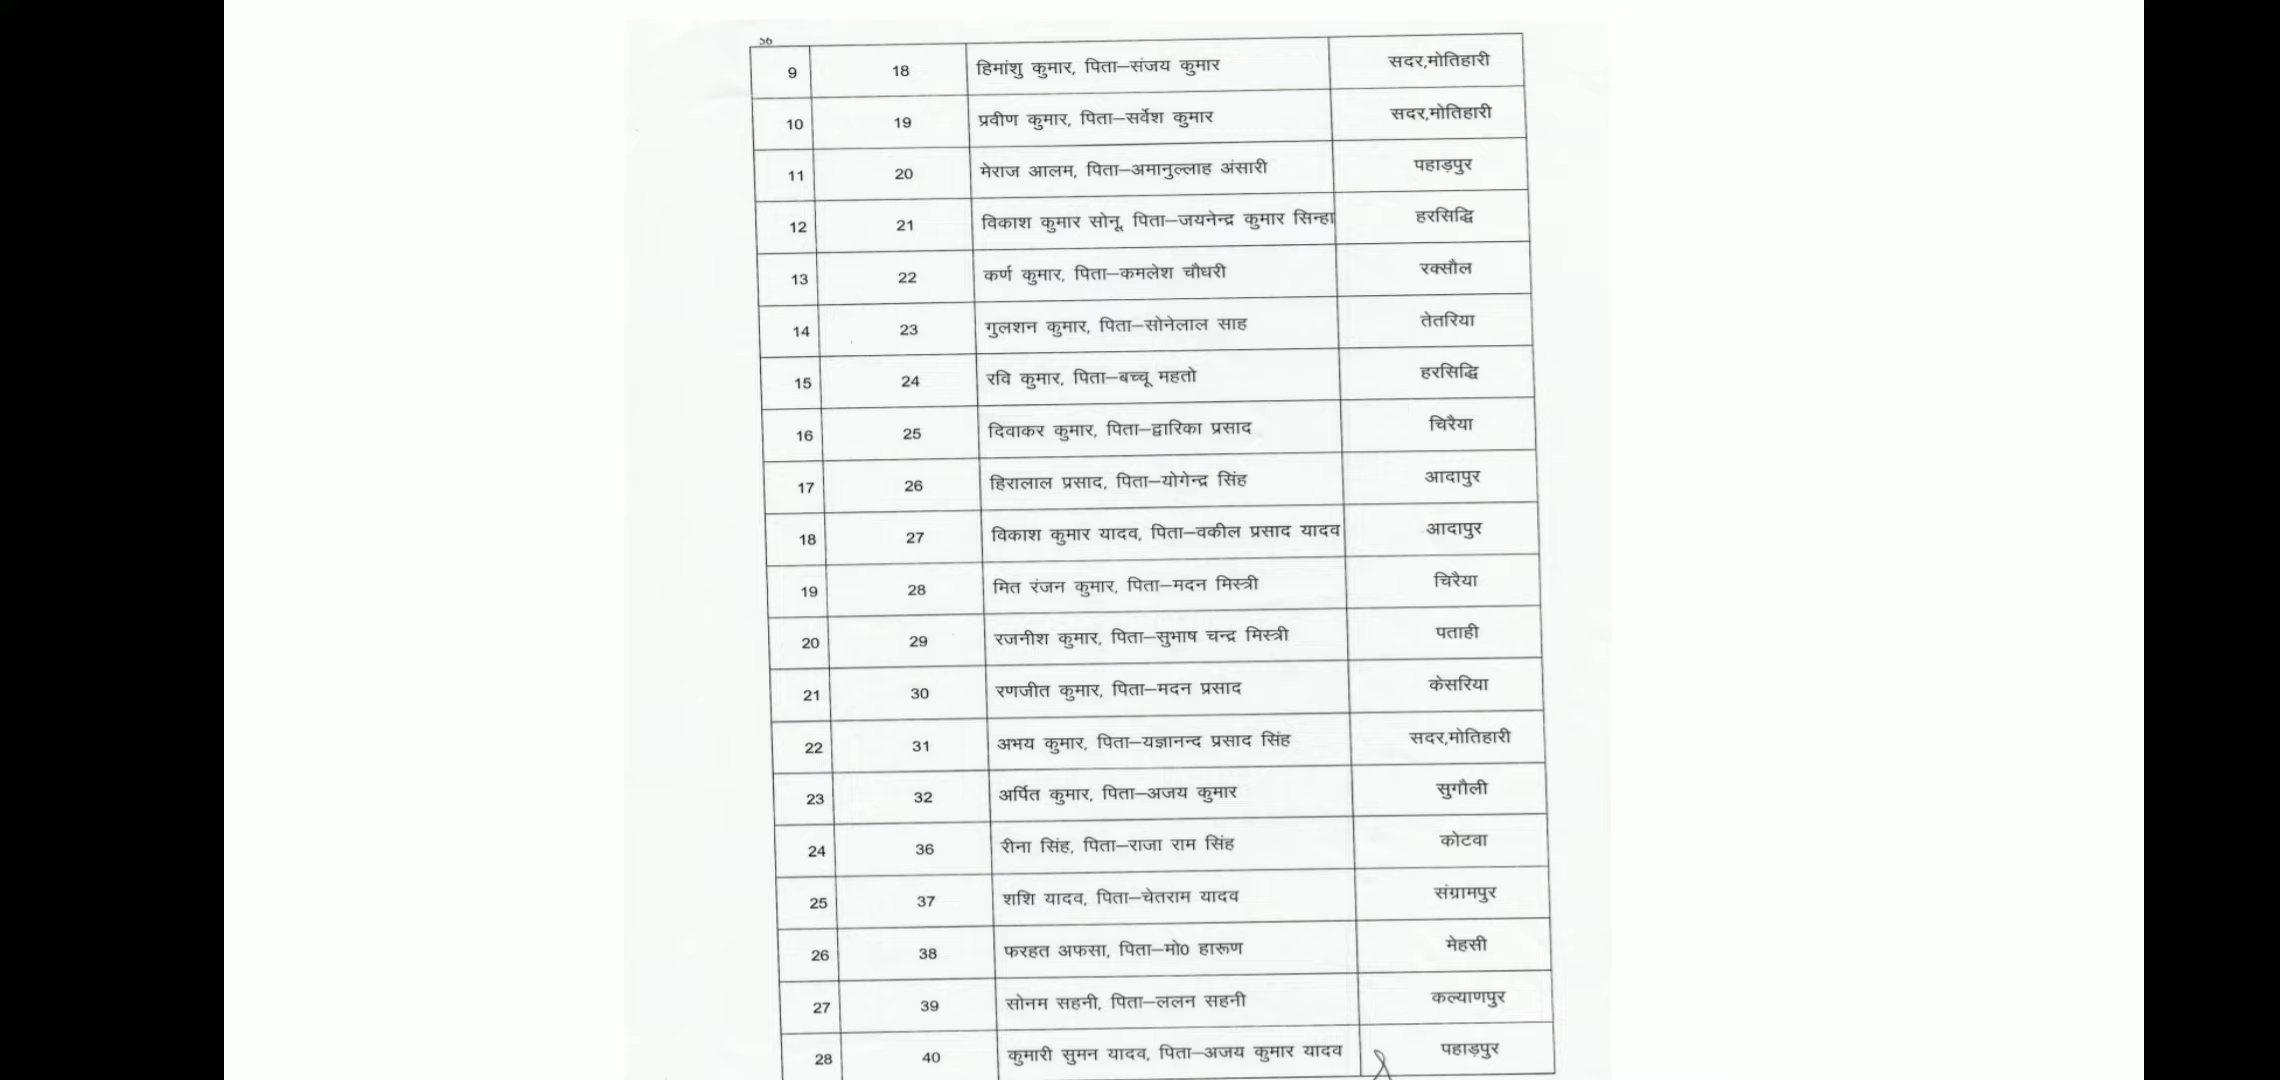 56
9 18 हिमांशु कुमार, पिता–संजय कुमार सदर,मोतिहारी
10 19 प्रवीण कुमार, पिता–सर्वेश कुमार सदर,मोतिहारी
11 20 मेराज आलम, पिता–अमानुल्लाह अंसारी पहाड़पुर
12 21 विकाश कुमार सोनू, पिता–जयनेन्द्र कुमार सिन्हा हरसिद्धि
13 22 कर्ण कुमार, पिता–कमलेश चौधरी रक्सौल
14 23 गुलशन कुमार, पिता–सोनेलाल साह तेतरिया
15 24 रवि कुमार, पिता–बच्चू महतो हरसिद्धि
16 25 दिवाकर कुमार, पिता–द्वारिका प्रसाद चिरैया
17 26 हिरालाल प्रसाद, पिता–योगेन्द्र सिंह आदापुर
18 27 विकाश कुमार यादव, पिता–वकील प्रसाद यादव आदापुर
19 28 मित रंजन कुमार, पिता–मदन मिस्त्री चिरैया
20 29 रजनीश कुमार, पिता–सुभाष चन्द्र मिस्त्री पताही
21 30 रणजीत कुमार, पिता–मदन प्रसाद केसरिया
22 31 अभय कुमार, पिता–यज्ञानन्द प्रसाद सिंह सदर,मोतिहारी
23 32 अर्पित कुमार, पिता–अजय कुमार सुगौली
24 36 रीना सिंह, पिता–राजा राम सिंह कोटवा
25 37 शशि यादव, पिता–चेतराम यादव संग्रामपुर
26 38 फरहत अफसा, पिता–मो0 हारूण मेहसी
27 39 सोनम सहनी, पिता–ललन सहनी कल्याणपुर
28 40 कुमारी सुमन यादव, पिता–अजय कुमार यादव पहाड़पुर